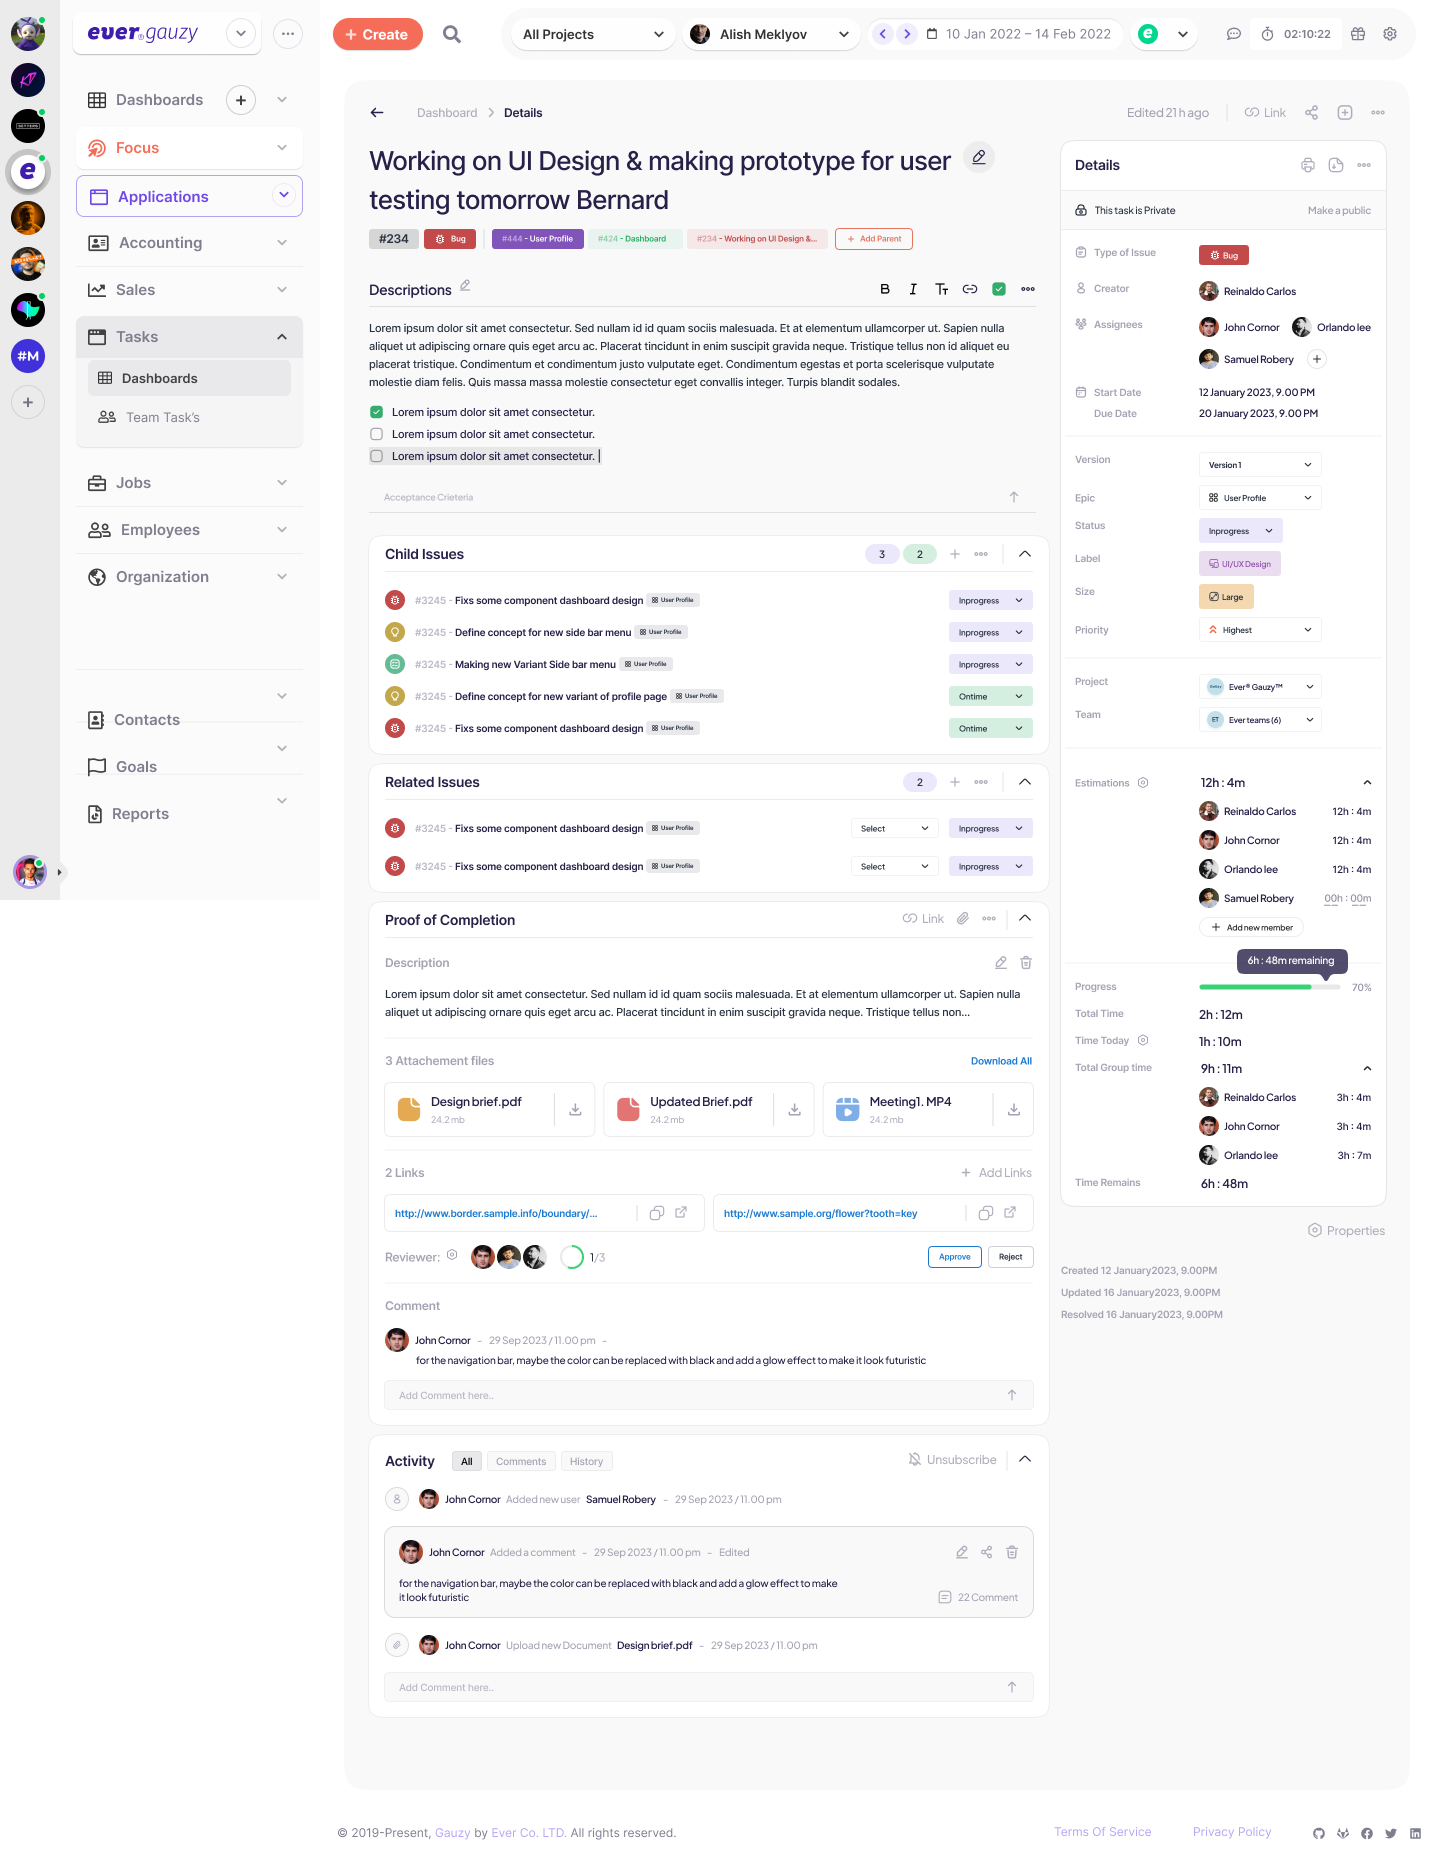 ever® gauzy
Create
All Projects
Alish Meklyov
10 Jan 2022 – 14 Feb 2022
e
02:10:22
Dashboards
Focus
Applications
Accounting
Sales
Tasks
Dashboards
Team Task's
Jobs
Employees
Organization
Contacts
Goals
Reports
e
#M
Dashboard > Details
Edited 21 h ago
Link
Working on UI Design & making prototype for user
testing tomorrow Bernard
#234
Bug
#444 - User Profile
#424 - Dashboard
#234 - Working on UI Design &...
+ Add Parent
Descriptions
B I Tт
Lorem ipsum dolor sit amet consectetur. Sed nullam id id quam sociis malesuada. Et at elementum ullamcorper ut. Sapien nulla
aliquet ut adipiscing ornare quis eget arcu ac. Placerat tincidunt in enim suscipit gravida neque. Tristique tellus non id aliquet eu
placerat tristique. Condimentum et condimentum justo vulputate eget. Condimentum egestas et porta scelerisque vulputate
molestie diam felis. Quis massa massa molestie consectetur eget convallis integer. Turpis blandit sodales.
Lorem ipsum dolor sit amet consectetur.
Lorem ipsum dolor sit amet consectetur.
Lorem ipsum dolor sit amet consectetur.
Acceptance Crieteria
Child Issues
3
2
#3245 - Fixs some component dashboard design User Profile Inprogress
#3245 - Define concept for new side bar menu User Profile Inprogress
#3245 - Making new Variant Side bar menu User Profile Inprogress
#3245 - Define concept for new variant of profile page User Profile Ontime
#3245 - Fixs some component dashboard design User Profile Ontime
Related Issues
2
#3245 - Fixs some component dashboard design User Profile Select Inprogress
#3245 - Fixs some component dashboard design User Profile Select Inprogress
Proof of Completion
Link
Description
Lorem ipsum dolor sit amet consectetur. Sed nullam id id quam sociis malesuada. Et at elementum ullamcorper ut. Sapien nulla
aliquet ut adipiscing ornare quis eget arcu ac. Placerat tincidunt in enim suscipit gravida neque. Tristique tellus non...
3 Attachement files
Download All
Design brief.pdf
24.2 mb
Updated Brief.pdf
24.2 mb
Meeting1. MP4
24.2 mb
2 Links
+ Add Links
http://www.border.sample.info/boundary/...
http://www.sample.org/flower?tooth=key
Reviewer:
1/3
Approve
Reject
Comment
John Cornor - 29 Sep 2023 / 11.00 pm -
for the navigation bar, maybe the color can be replaced with black and add a glow effect to make it look futuristic
Add Comment here..
Activity
All
Comments
History
Unsubscribe
John Cornor Added new user Samuel Robery - 29 Sep 2023 / 11.00 pm
John Cornor Added a comment - 29 Sep 2023 / 11.00 pm - Edited
for the navigation bar, maybe the color can be replaced with black and add a glow effect to make
it look futuristic
22 Comment
John Cornor Upload new Document Design brief.pdf - 29 Sep 2023 / 11.00 pm
Add Comment here..
Details
This task is Private
Make a public
Type of Issue
Bug
Creator
Reinaldo Carlos
Assignees
John Cornor
Orlando lee
Samuel Robery
Start Date
12 January 2023, 9.00 PM
Due Date
20 January 2023, 9.00 PM
Version
Version 1
Epic
User Profile
Status
Inprogress
Label
UI/UX Design
Size
Large
Priority
Highest
Project
Ever® Gauzy™
Team
ET
Ever teams (6)
Estimations
12h : 4m
Reinaldo Carlos 12h : 4m
John Cornor 12h : 4m
Orlando lee 12h : 4m
Samuel Robery 00h : 00m
+ Add new member
6h : 48m remaining
Progress
70%
Total Time
2h : 12m
Time Today
1h : 10m
Total Group time
9h : 11m
Reinaldo Carlos 3h : 4m
John Cornor 3h : 4m
Orlando lee 3h : 7m
Time Remains
6h : 48m
Properties
Created 12 January2023, 9.00PM
Updated 16 January2023, 9.00PM
Resolved 16 January2023, 9.00PM
© 2019-Present, Gauzy by Ever Co. LTD. All rights reserved.
Terms Of Service
Privacy Policy